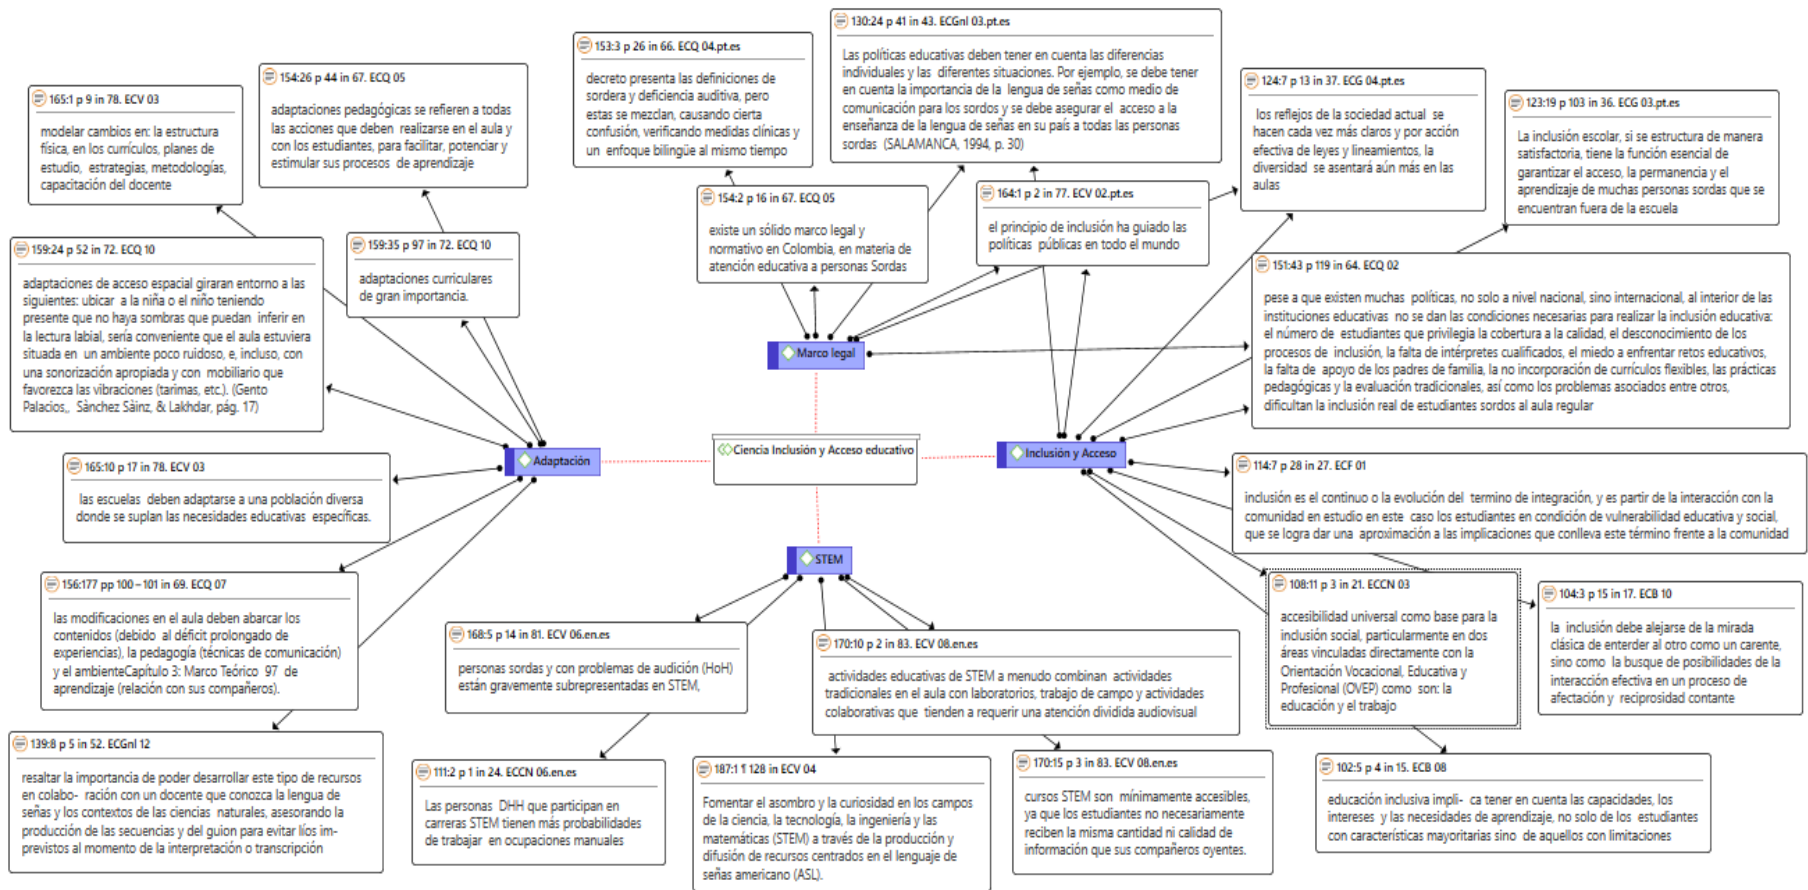 165:1 p 9 in 78. ECV 03
modelar cambios en: la estructura
física, en los currículos, planes de
estudio, estrategias, metodologías,
capacitación del docente
154:26 p 44 in 67. ECQ 05
adaptaciones pedagógicas se refieren a todas
las acciones que deben realizarse en el aula y
con los estudiantes, para facilitar, potenciar y
estimular sus procesos de aprendizaje
153:3 p 26 in 66. ECQ 04.pt.es
decreto presenta las definiciones de
sordera y deficiencia auditiva, pero
estas se mezclan, causando cierta
confusión, verificando medidas clínicas y
un enfoque bilingüe al mismo tiempo
130:24 p 41 in 43. ECGnl 03.pt.es
Las políticas educativas deben tener en cuenta las diferencias
individuales y las diferentes situaciones. Por ejemplo, se debe tener
en cuenta la importancia de la lengua de señas como medio de
comunicación para los sordos y se debe asegurar el acceso a la
enseñanza de la lengua de señas en su país a todas las personas
sordas (SALAMANCA, 1994, p. 30)
124:7 p 13 in 37. ECG 04.pt.es
los reflejos de la sociedad actual se
hacen cada vez más claros y por acción
efectiva de leyes y lineamientos, la
diversidad se asentará aún más en las
aulas
123:19 p 103 in 36. ECG 03.pt.es
La inclusión escolar, si se estructura de manera
satisfactoria, tiene la función esencial de
garantizar el acceso, la permanencia y el
aprendizaje de muchas personas sordas que se
encuentran fuera de la escuela
154:2 p 16 in 67. ECQ 05
existe un sólido marco legal y
normativo en Colombia, en materia de
atención educativa a personas Sordas
164:1 p 2 in 77. ECV 02.pt.es
el principio de inclusión ha guiado las
políticas públicas en todo el mundo
159:24 p 52 in 72. ECQ 10
adaptaciones de acceso espacial giraran entorno a las
siguientes: ubicar a la niña o el niño teniendo
presente que no haya sombras que puedan inferir en
la lectura labial, sería conveniente que el aula estuviera
situada en un ambiente poco ruidoso, e, incluso, con
una sonorización apropiada y con mobiliario que
favorezca las vibraciones (tarimas, etc.). (Gento
Palacios,, Sànchez Sàinz, & Lakhdar, pág. 17)
159:35 p 97 in 72. ECQ 10
adaptaciones curriculares
de gran importancia.
151:43 p 119 in 64. ECQ 02
pese a que existen muchas políticas, no solo a nivel nacional, sino internacional, al interior de las
instituciones educativas no se dan las condiciones necesarias para realizar la inclusión educativa:
el número de estudiantes que privilegia la cobertura a la calidad, el desconocimiento de los
procesos de inclusión, la falta de intérpretes cualificados, el miedo a enfrentar retos educativos,
la falta de apoyo de los padres de familia, la no incorporación de currículos flexibles, las prácticas
pedagógicas y la evaluación tradicionales, así como los problemas asociados entre otros,
dificultan la inclusión real de estudiantes sordos al aula regular
Marco legal
Adaptación
Ciencia Inclusión y Acceso educativo
Inclusión y Acceso
STEM
165:10 p 17 in 78. ECV 03
las escuelas deben adaptarse a una población diversa
donde se suplan las necesidades educativas específicas.
114:7 p 28 in 27. ECF 01
inclusión es el continuo o la evolución del termino de integración, y es partir de la interacción con la
comunidad en estudio en este caso los estudiantes en condición de vulnerabilidad educativa y social,
que se logra dar una aproximación a las implicaciones que conlleva este término frente a la comunidad
156:177 pp 100–101 in 69. ECQ 07
las modificaciones en el aula deben abarcar los
contenidos (debido al déficit prolongado de
experiencias), la pedagogía (técnicas de comunicación)
y el ambienteCapítulo 3: Marco Teórico 97 de
aprendizaje (relación con sus compañeros).
108:11 p 3 in 21. ECCN 03
accesibilidad universal como base para la
inclusión social, particularmente en dos
áreas vinculadas directamente con la
Orientación Vocacional, Educativa y
Profesional (OVEP) como son: la
educación y el trabajo
104:3 p 15 in 17. ECB 10
la inclusión debe alejarse de la mirada
clásica de enterder al otro como un carente,
sino como la busque de posibilidades de la
interacción efectiva en un proceso de
afectación y reciprosidad contante
168:5 p 14 in 81. ECV 06.en.es
personas sordas y con problemas de audición (HoH)
están gravemente subrepresentadas en STEM,
170:10 p 2 in 83. ECV 08.en.es
actividades educativas de STEM a menudo combinan actividades
tradicionales en el aula con laboratorios, trabajo de campo y actividades
colaborativas que tienden a requerir una atención dividida audiovisual
139:8 p 5 in 52. ECGnl 12
resaltar la importancia de poder desarrollar este tipo de recursos
en colabo- ración con un docente que conozca la lengua de
señas y los contextos de las ciencias naturales, asesorando la
producción de las secuencias y del guion para evitar líos im-
previstos al momento de la interpretación o transcripción
111:2 p 1 in 24. ECCN 06.en.es
Las personas DHH que participan en
carreras STEM tienen más probabilidades
de trabajar en ocupaciones manuales
187:1 ¶ 128 in ECV 04
Fomentar el asombro y la curiosidad en los campos
de la ciencia, la tecnología, la ingeniería y las
matemáticas (STEM) a través de la producción y
difusión de recursos centrados en el lenguaje de
señas americano (ASL).
170:15 p 3 in 83. ECV 08.en.es
cursos STEM son mínimamente accesibles,
ya que los estudiantes no necesariamente
reciben la misma cantidad ni calidad de
información que sus compañeros oyentes.
102:5 p 4 in 15. ECB 08
educación inclusiva impli- ca tener en cuenta las capacidades, los
intereses y las necesidades de aprendizaje, no solo de los estudiantes
con características mayoritarias sino de aquellos con limitaciones